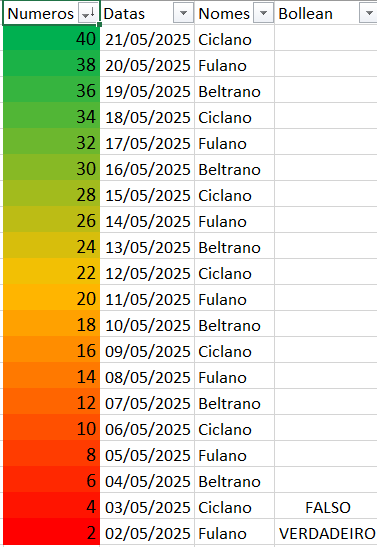 Numeros Datas Nomes Bollean
40 21/05/2025 Ciclano
38 20/05/2025 Fulano
36 19/05/2025 Beltrano
34 18/05/2025 Ciclano
32 17/05/2025 Fulano
30 16/05/2025 Beltrano
28 15/05/2025 Ciclano
26 14/05/2025 Fulano
24 13/05/2025 Beltrano
22 12/05/2025 Ciclano
20 11/05/2025 Fulano
18 10/05/2025 Beltrano
16 09/05/2025 Ciclano
14 08/05/2025 Fulano
12 07/05/2025 Beltrano
10 06/05/2025 Ciclano
8 05/05/2025 Fulano
6 04/05/2025 Beltrano
4 03/05/2025 Ciclano FALSO
2 02/05/2025 Fulano VERDADEIRO